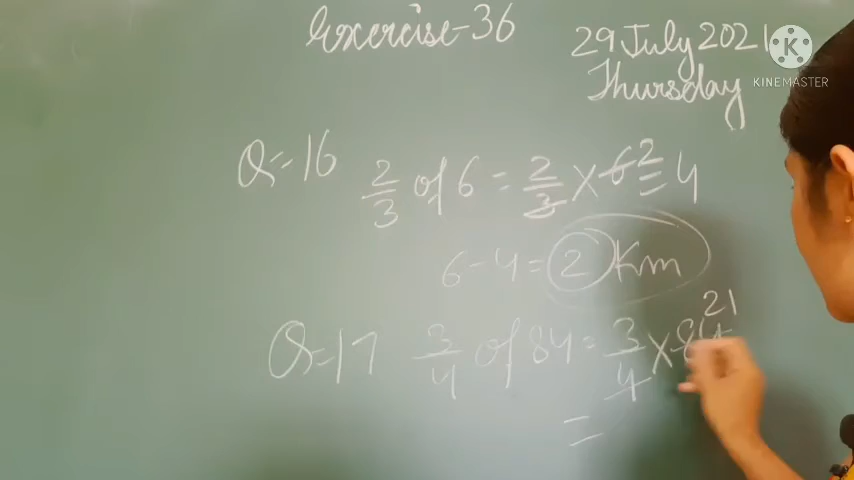 Exercise-36
29 July 2021
Thursday
K
KINEMASTER
Q=16 2/3 of 6 = 2/3 × 6 2 = 4
6-4= 2 Km
Q=17 3/4 of 84 = 3/4 × 84 21
=